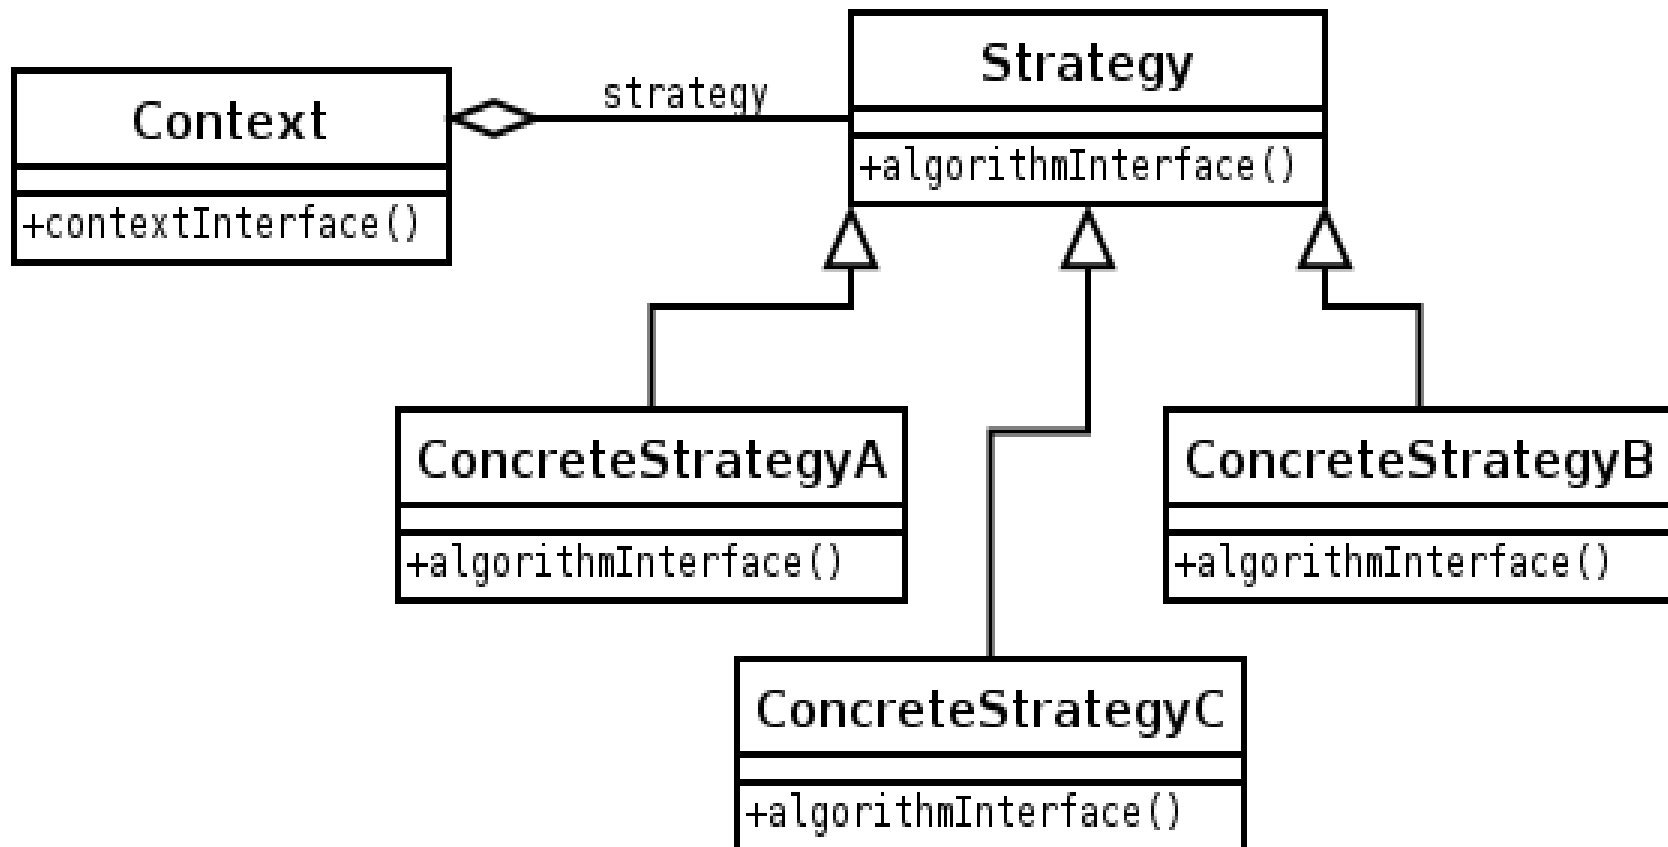 Strategy
Context
strategy
+algorithmInterface()
+contextInterface()
ConcreteStrategyA
ConcreteStrategyB
+algorithmInterface()
+algorithmInterface()
ConcreteStrategyC
+algorithmInterface()